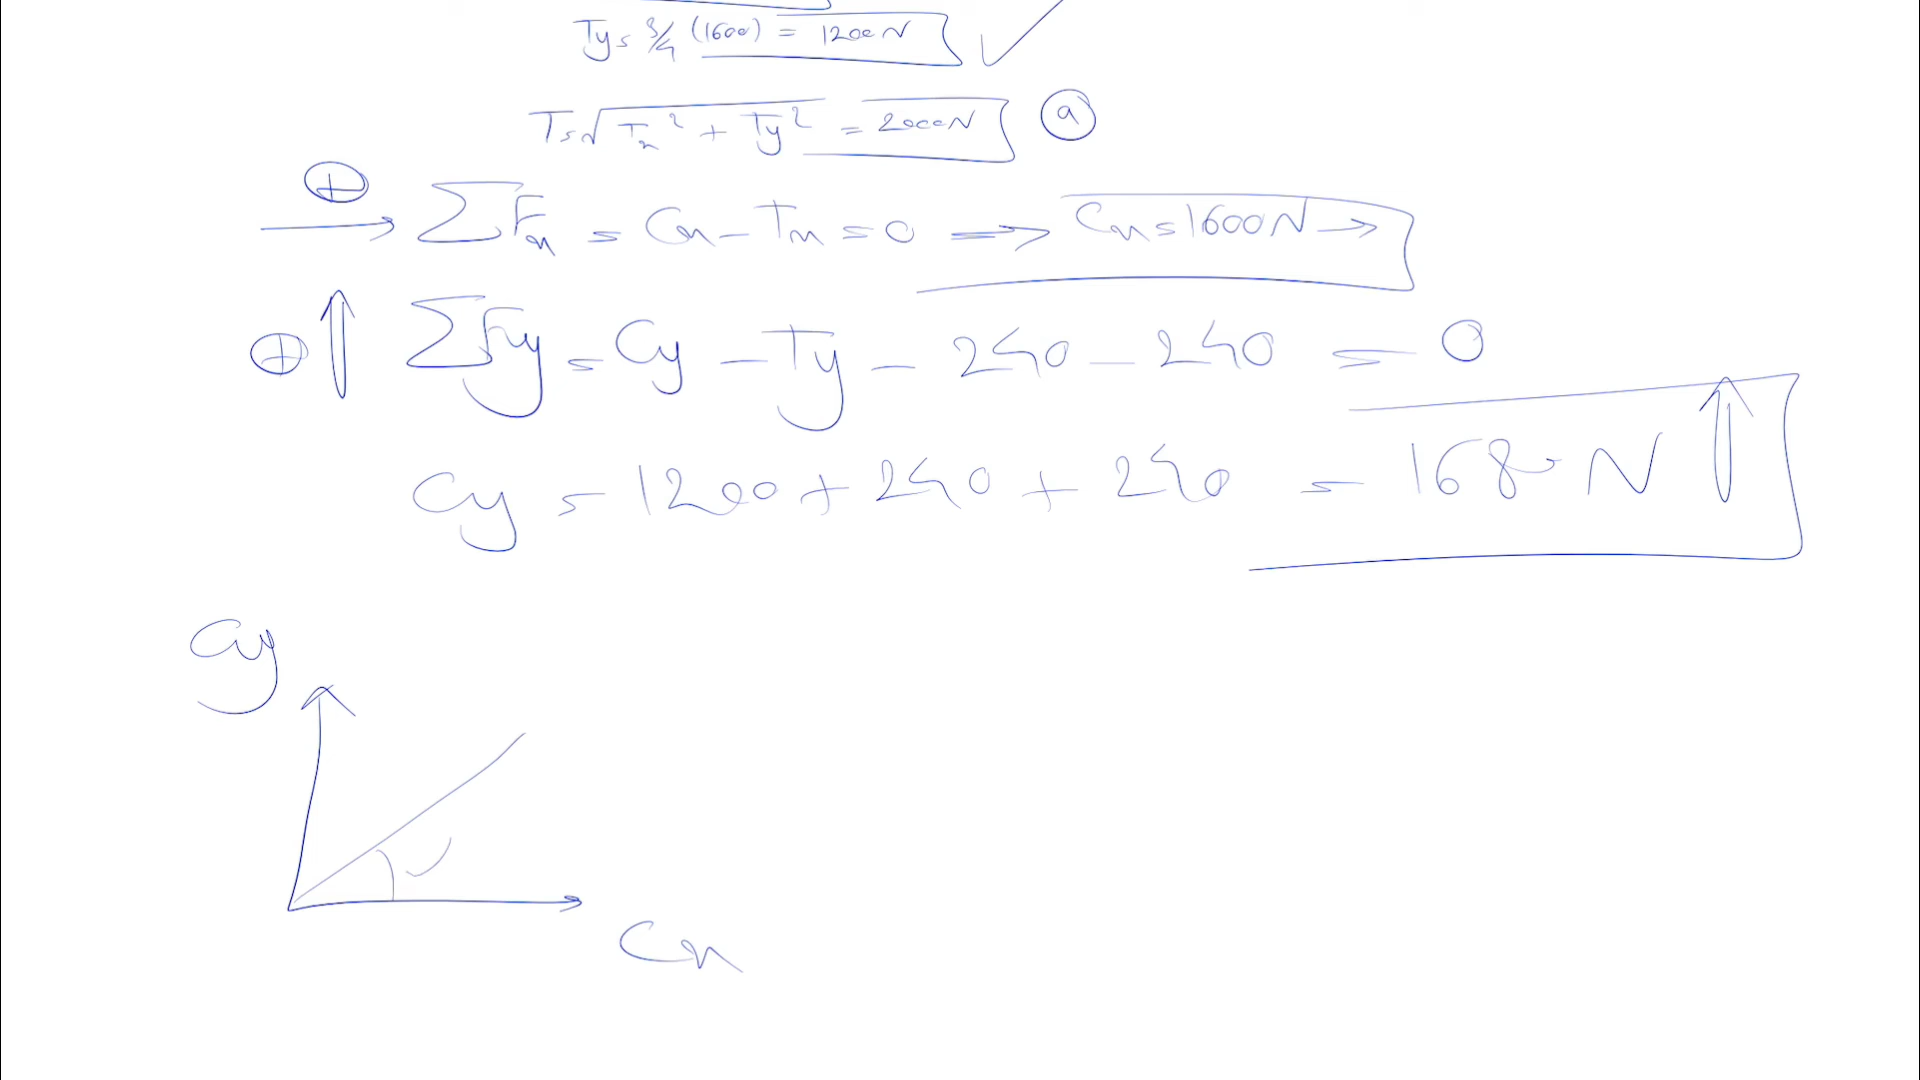 Ty = 3/4 (1600) = 1200 N
T = √Tx² + Ty² = 2000 N (a)
(+) → ΣFx = Cx - Tx = 0 ⇒ Cx = 1600 N →
(+) ↑ ΣFy = Cy - Ty - 240 - 240 = 0
Cy = 1200 + 240 + 240 = 1680 N ↑
Cy
Cx